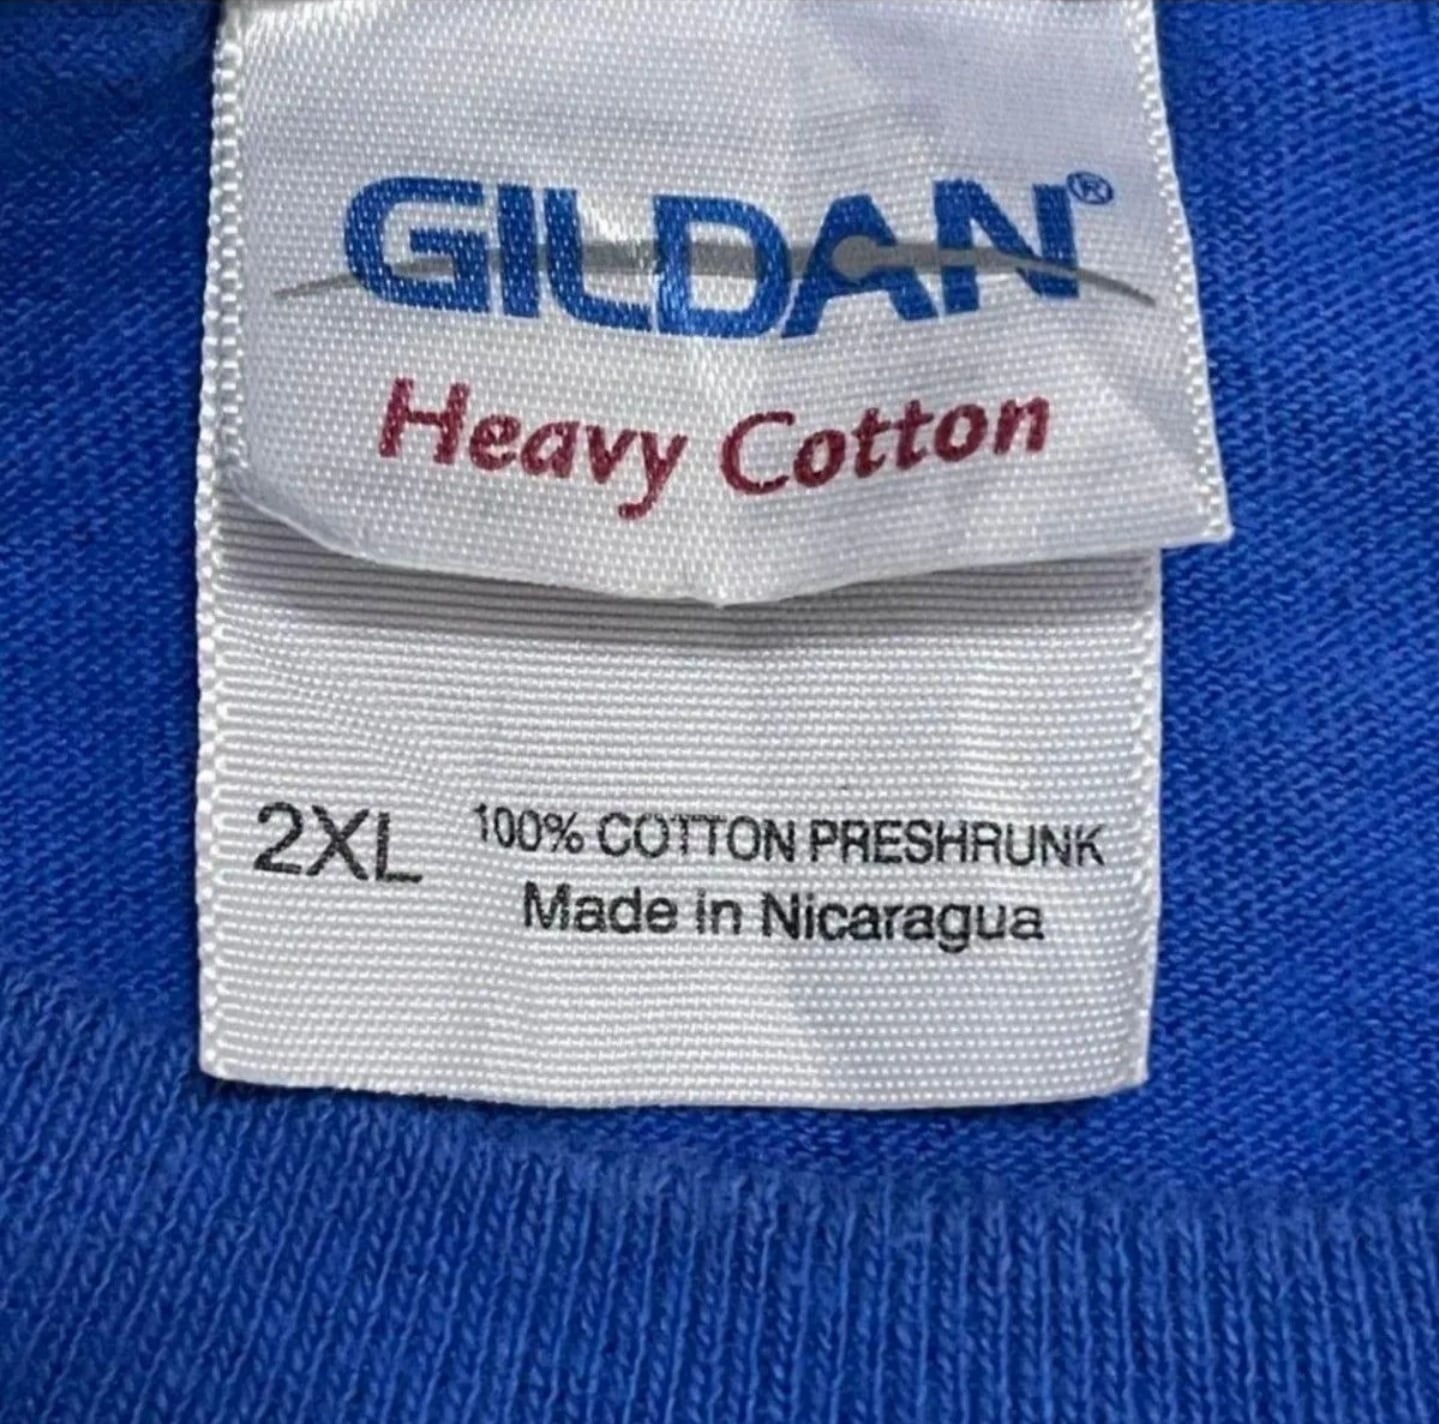 GILDAN®
Heavy Cotton
2XL 100% COTTON PRESHRUNK
Made in Nicaragua